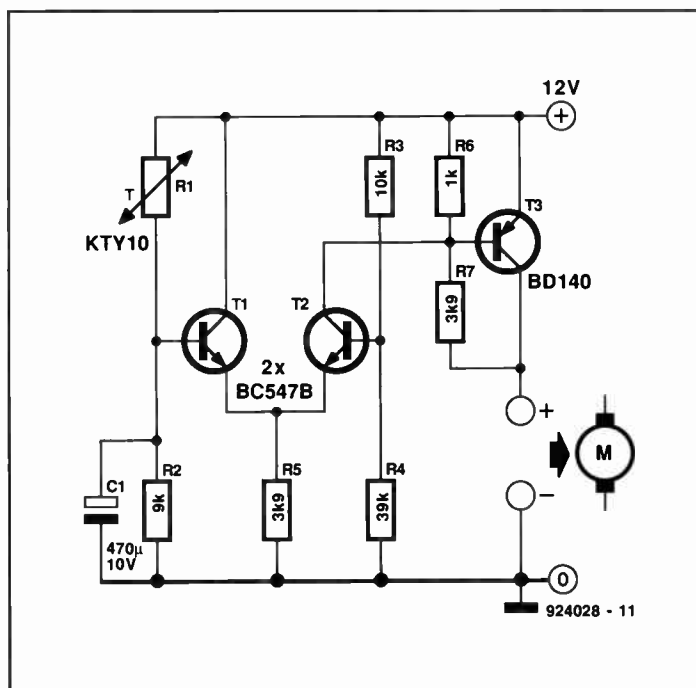 12V
+
R3
R6
T
R1
10k
1k
T3
KTY10
R7
BD140
T1
T2
3k9
2x
BC547B
+
M
C1
R2
R5
R4
−
9k
3k9
39k
470µ
10V
0
924028 - 11